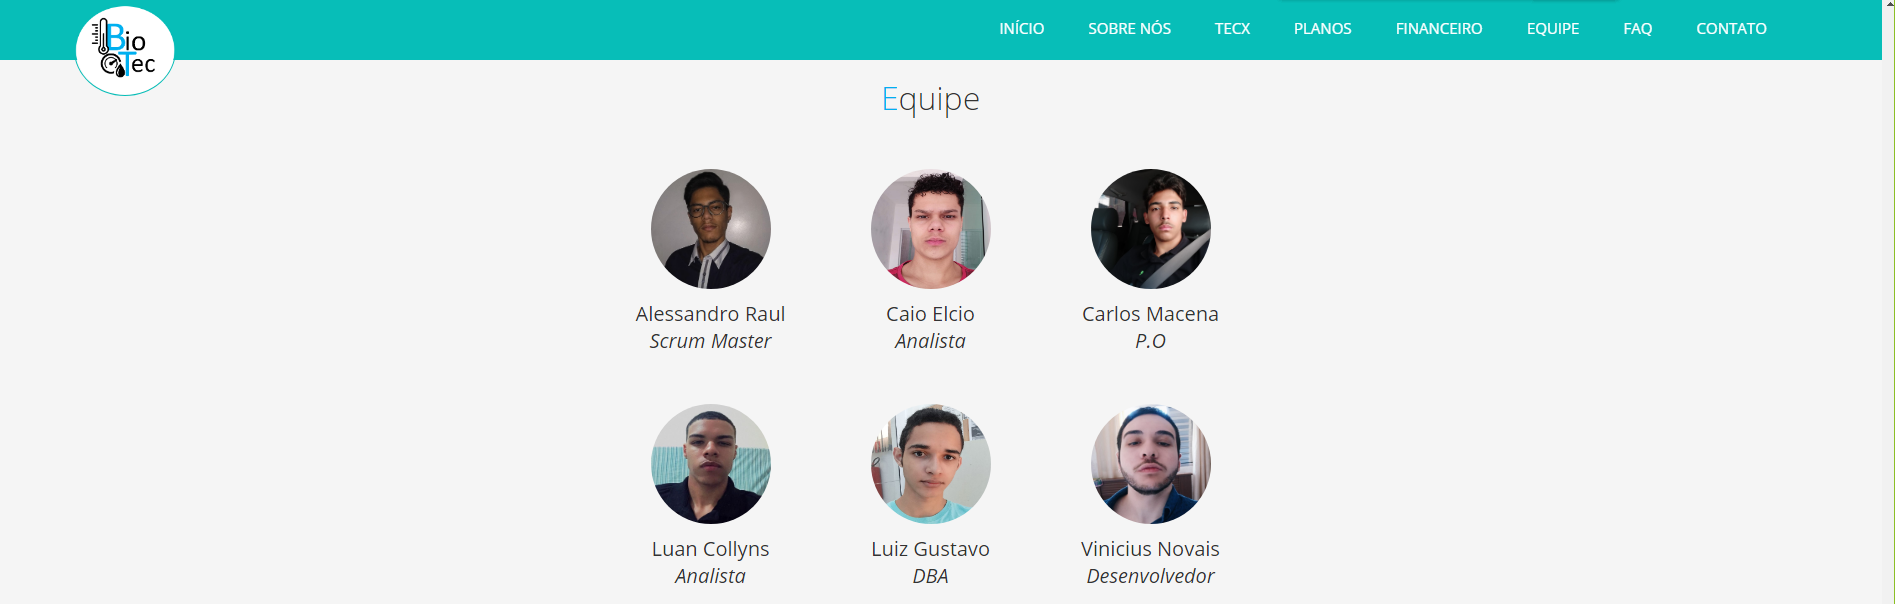 Bio
Tec
INÍCIO SOBRE NÓS TECX PLANOS FINANCEIRO EQUIPE FAQ CONTATO
Equipe
Alessandro Raul Caio Elcio Carlos Macena
Scrum Master Analista P.O
Luan Collyns Luiz Gustavo Vinicius Novais
Analista DBA Desenvolvedor